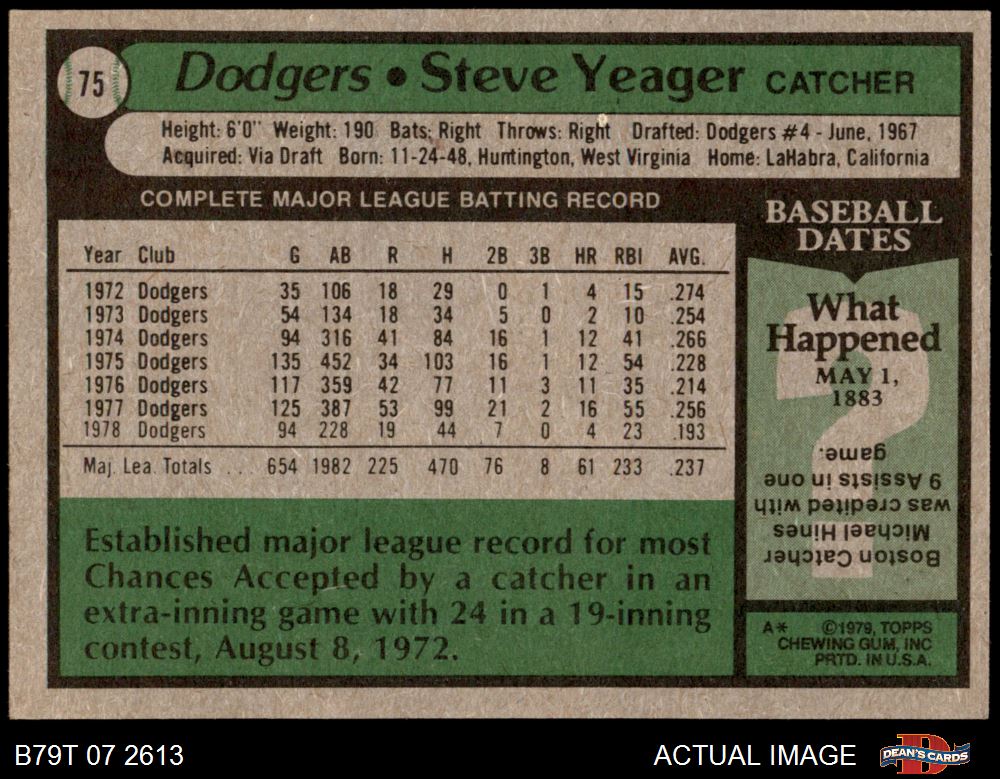 75
Dodgers • Steve Yeager CATCHER
Height: 6'0" Weight: 190 Bats: Right Throws: Right Drafted: Dodgers #4 - June, 1967
Acquired: Via Draft Born: 11-24-48, Huntington, West Virginia Home: LaHabra, California
COMPLETE MAJOR LEAGUE BATTING RECORD
Year Club G AB R H 2B 3B HR RBI AVG.
1972 Dodgers 35 106 18 29 0 1 4 15 .274
1973 Dodgers 54 134 18 34 5 0 2 10 .254
1974 Dodgers 94 316 41 84 16 1 12 41 .266
1975 Dodgers 135 452 34 103 16 1 12 54 .228
1976 Dodgers 117 359 42 77 11 3 11 35 .214
1977 Dodgers 125 387 53 99 21 2 16 55 .256
1978 Dodgers 94 228 19 44 7 0 4 23 .193
Maj. Lea. Totals . . . 654 1982 225 470 76 8 61 233 .237
Established major league record for most
Chances Accepted by a catcher in an
extra-inning game with 24 in a 19-inning
contest, August 8, 1972.
BASEBALL
DATES
What
Happened
MAY 1,
1883
Boston Catcher
Michael Hines
was credited with
9 Assists in one
game.
A* ©1979, TOPPS
CHEWING GUM, INC
PRTD. IN U.S.A.
B79T 07 2613
ACTUAL IMAGE
DEAN'S CARDS